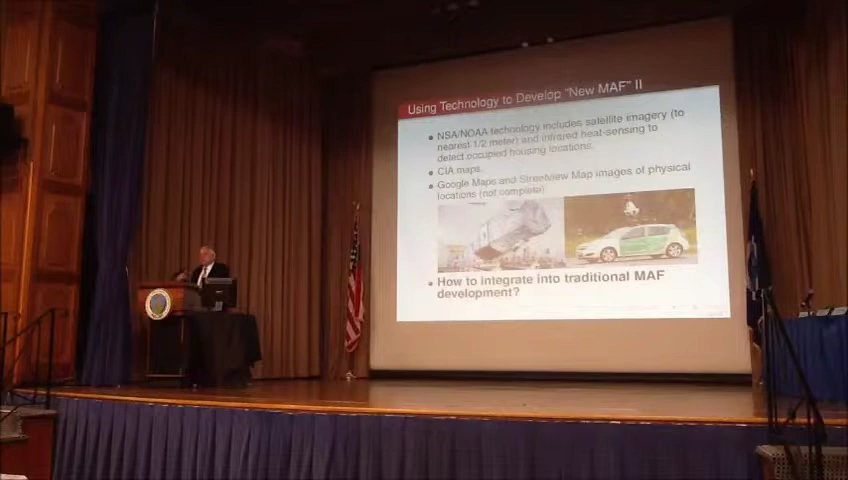 Using Technology to Develop "New MAF" II
NSA/NOAA technology includes satellite imagery (to
nearest 1/2 meter) and infrared heat-sensing to
detect occupied housing locations.
CIA maps.
Google Maps and Streetview Map images of physical
locations (not complete)
How to integrate into traditional MAF
development?